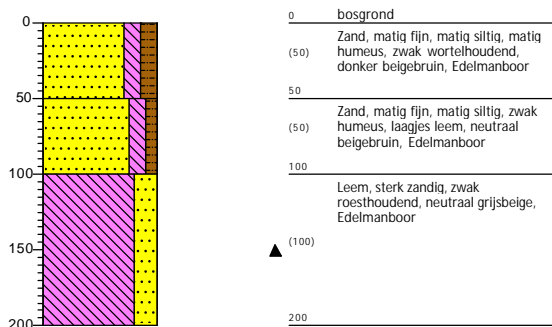 0
50
100
150
200
0 bosgrond
Zand, matig fijn, matig siltig, matig
(50) humeus, zwak wortelhoudend,
donker beigebruin, Edelmanboor
50
Zand, matig fijn, matig siltig, zwak
(50) humeus, laagjes leem, neutraal
beigebruin, Edelmanboor
100
Leem, sterk zandig, zwak
roesthoudend, neutraal grijsbeige,
Edelmanboor
(100)
200